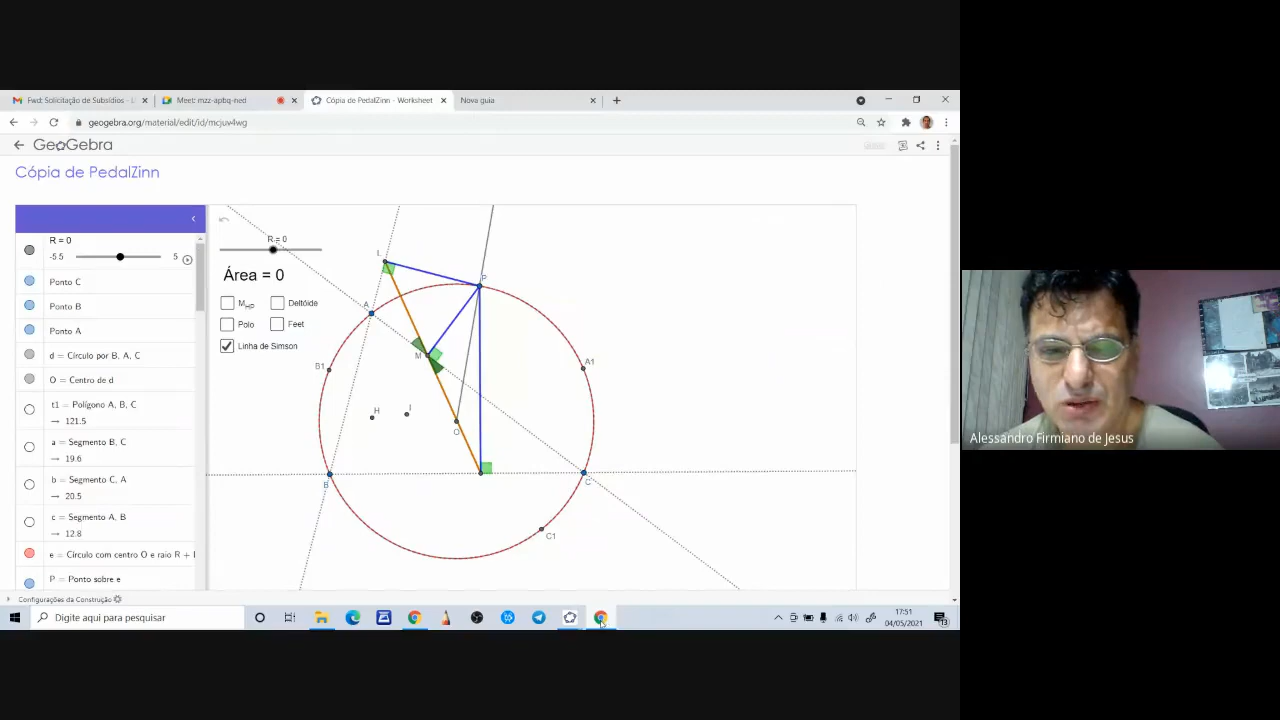 Fwd: Solicitação de Subsídios - L
Meet: mzz-apbq-ned
Cópia de PedalZinn - Worksheet
Nova guia
geogebra.org/material/edit/id/mcjuv4wg
GeoGebra
Cópia de PedalZinn
R = 0
-5.5
5
Ponto C
Ponto B
Ponto A
d = Círculo por B, A, C
O = Centro de d
t1 = Polígono A, B, C
→ 121.5
a = Segmento B, C
→ 19.6
b = Segmento C, A
→ 20.5
c = Segmento A, B
→ 12.8
e = Círculo com centro O e raio R +
P = Ponto sobre e
R = 0
Área = 0
M_HP
Deltóide
Polo
Feet
Linha de Simson
L
P
A
M
B1
A1
H
I
O
B
C
C1
Configurações da Construção
Alessandro Firmiano de Jesus
Digite aqui para pesquisar
17:51
04/05/2021